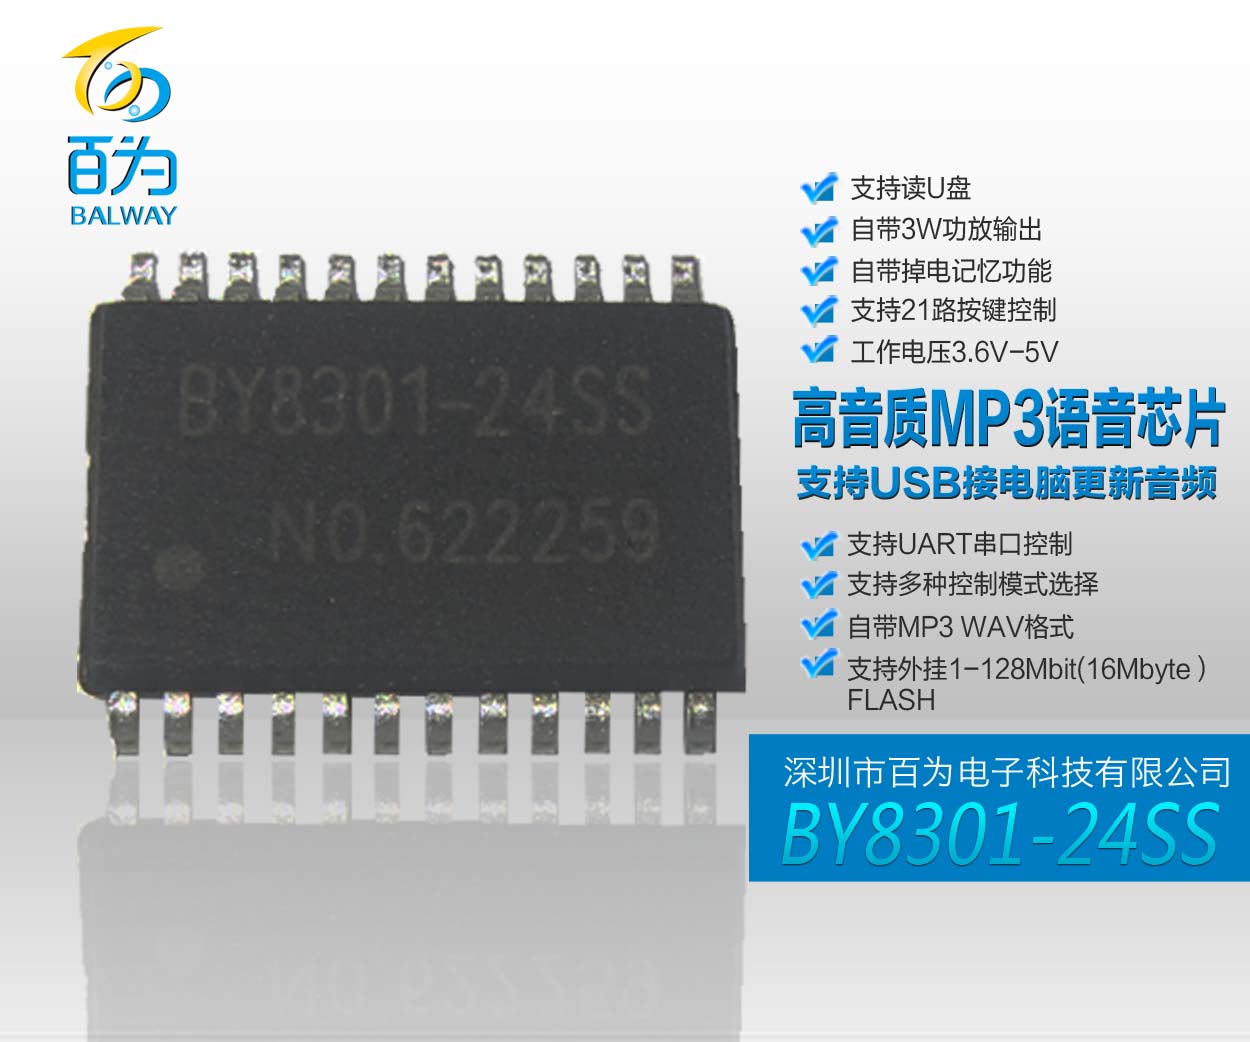 百为
BALWAY
BY8301-24SS
NO 622259
支持读U盘
自带3W功放输出
自带掉电记忆功能
支持21路按键控制
工作电压3.6V-5V
高音质MP3语音芯片
支持USB接电脑更新音频
支持UART串口控制
支持多种控制模式选择
自带MP3 WAV格式
支持外挂1-128Mbit(16Mbyte )
FLASH
深圳市百为电子科技有限公司
BY8301-24SS